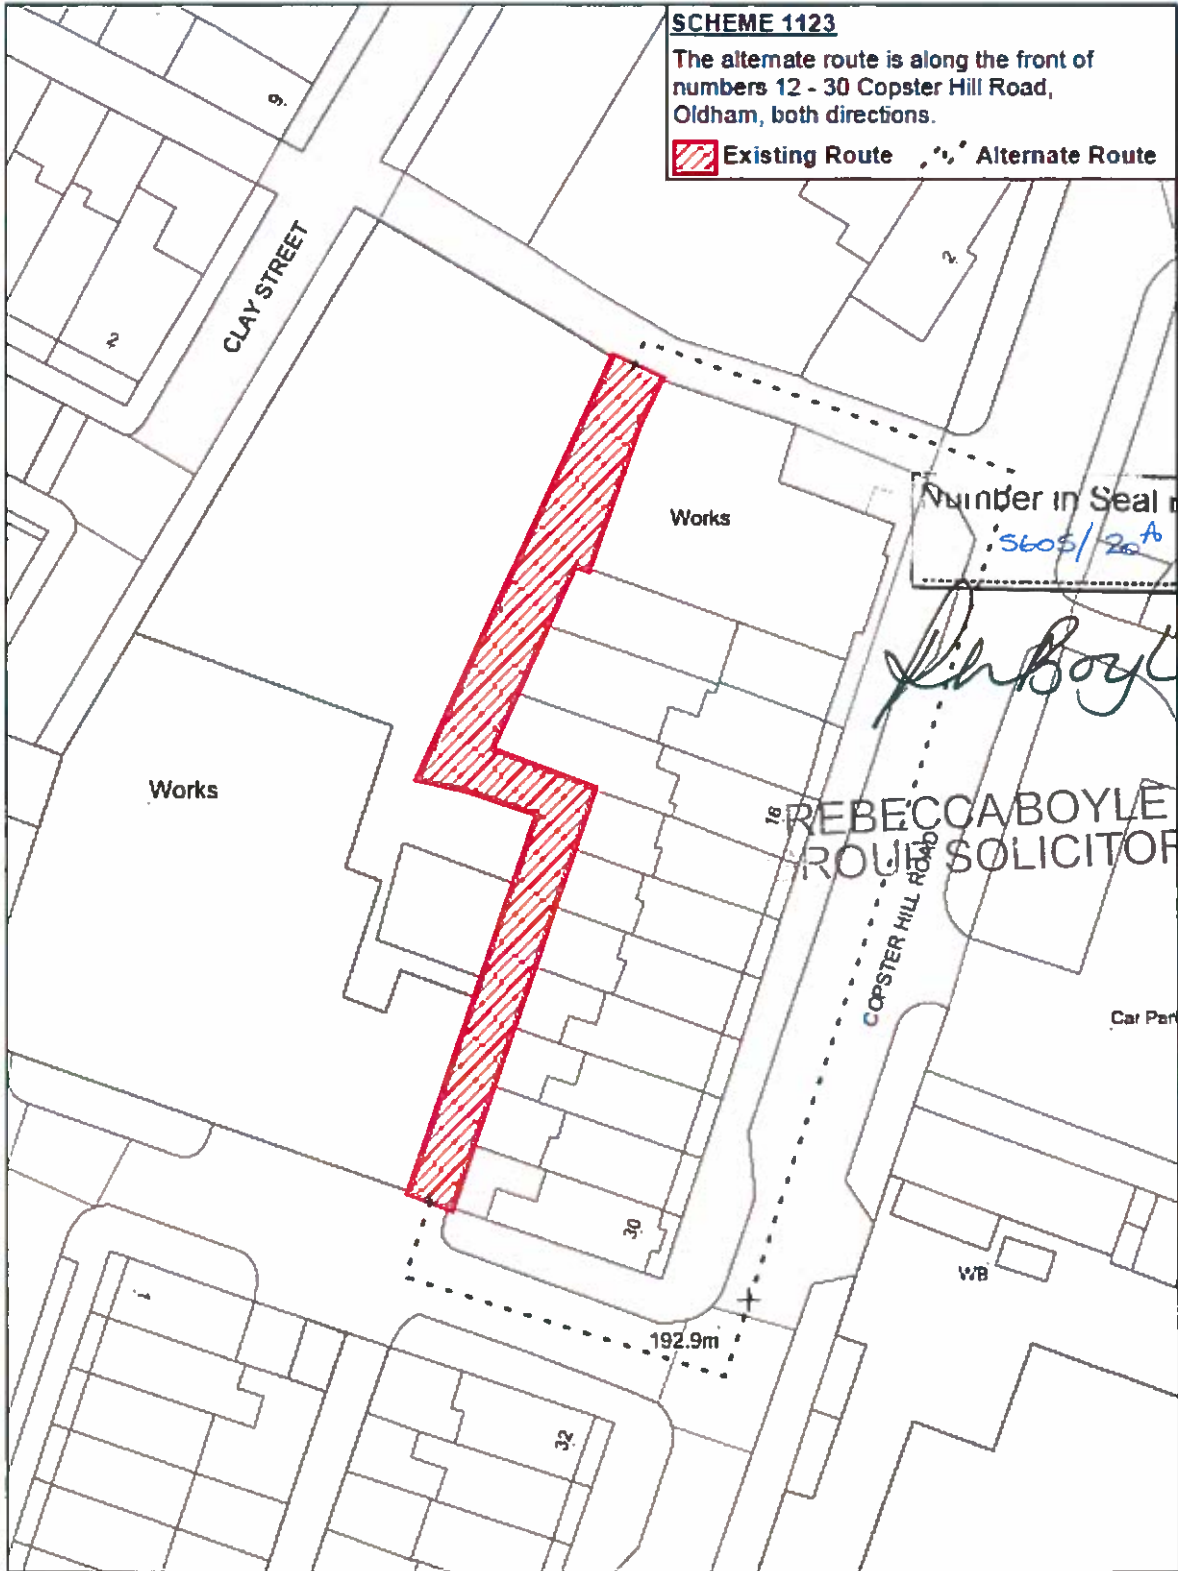 SCHEME 1123
The alternate route is along the front of
numbers 12 - 30 Copster Hill Road,
Oldham, both directions.
Existing Route Alternate Route
9
CLAY STREET
2
2
Works
Number in Seal
5605/20
Works
16
REBECCA BOYLE
SOLICITOR
COPSTER HILL ROAD
Car Par
30
WB
1
192.9m
32